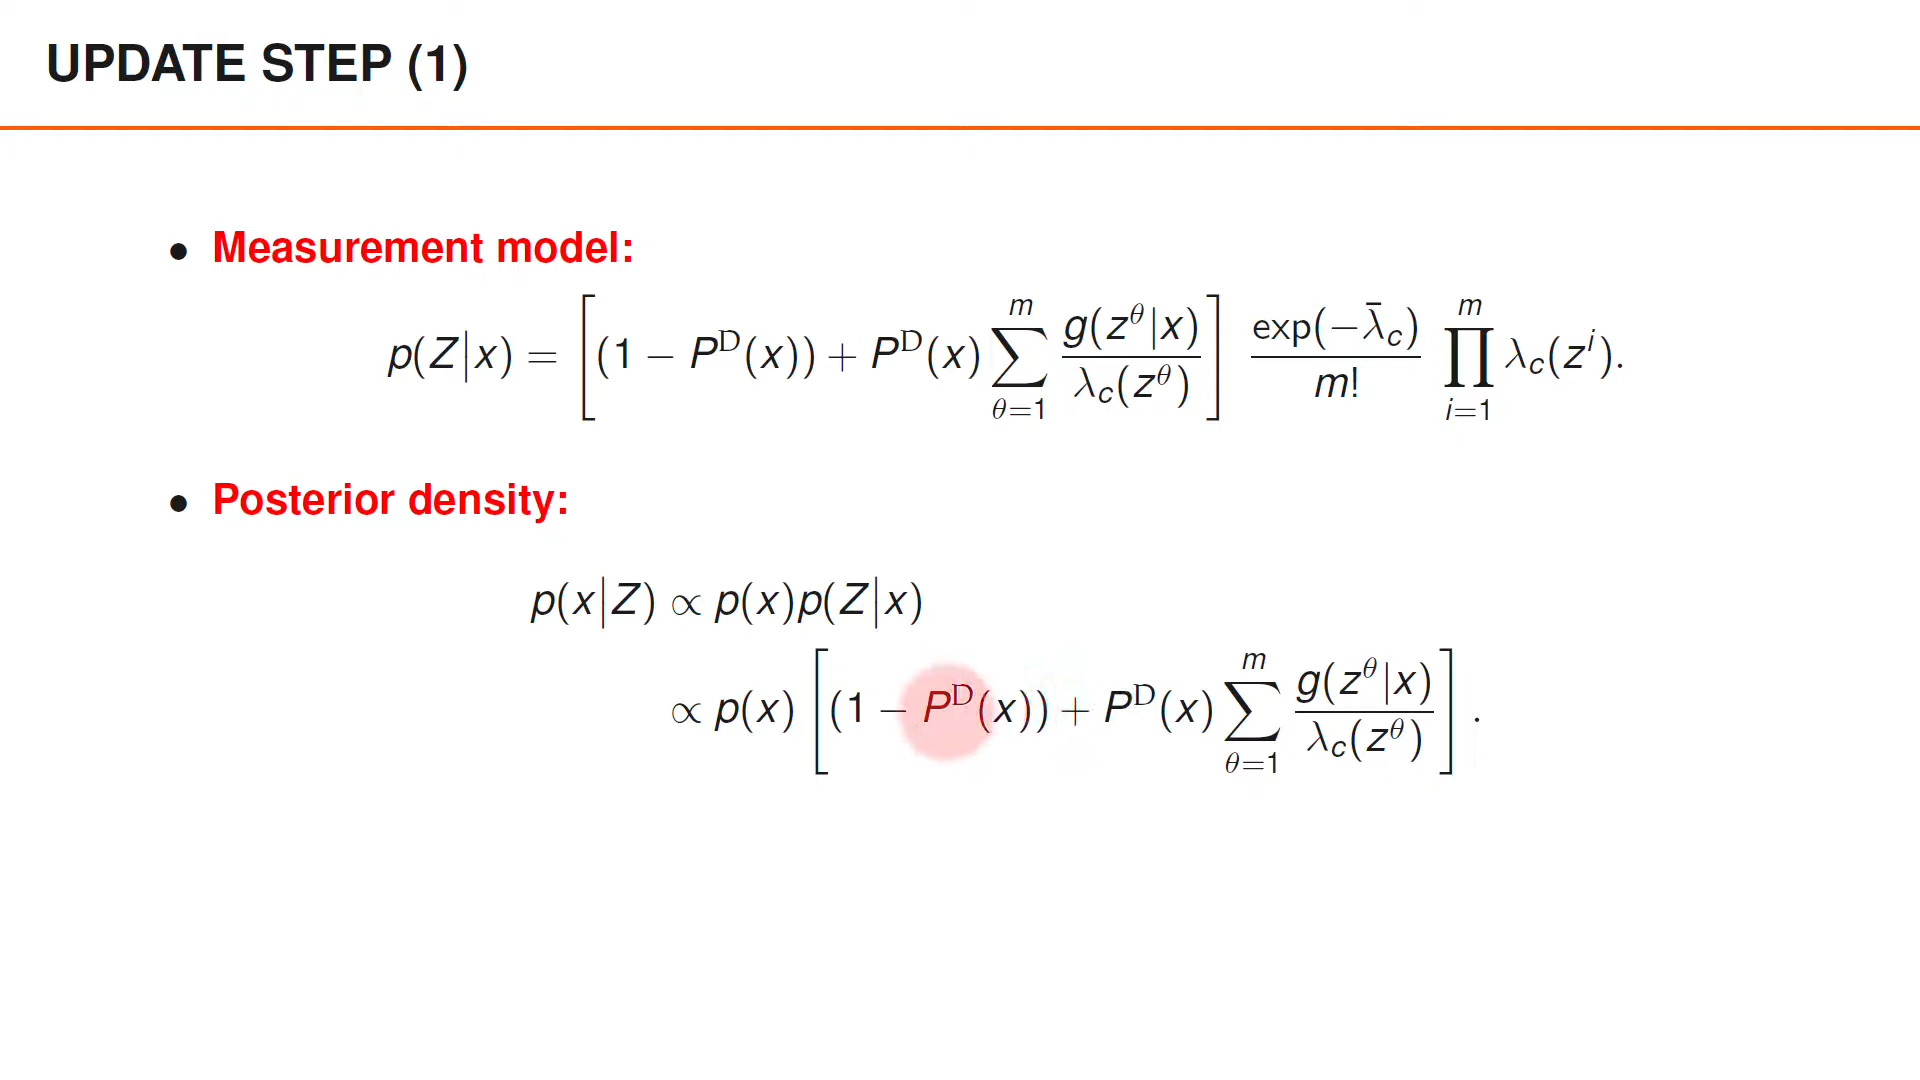 UPDATE STEP (1)
• Measurement model:
p(Z|x) = [(1 − P^D(x)) + P^D(x) ∑_{θ=1}^{m} g(z^θ|x) / λ_c(z^θ)] exp(−λ̄_c) / m! ∏_{i=1}^{m} λ_c(z^i).
• Posterior density:
p(x|Z) ∝ p(x)p(Z|x)
∝ p(x) [(1 − P^D(x)) + P^D(x) ∑_{θ=1}^{m} g(z^θ|x) / λ_c(z^θ)].